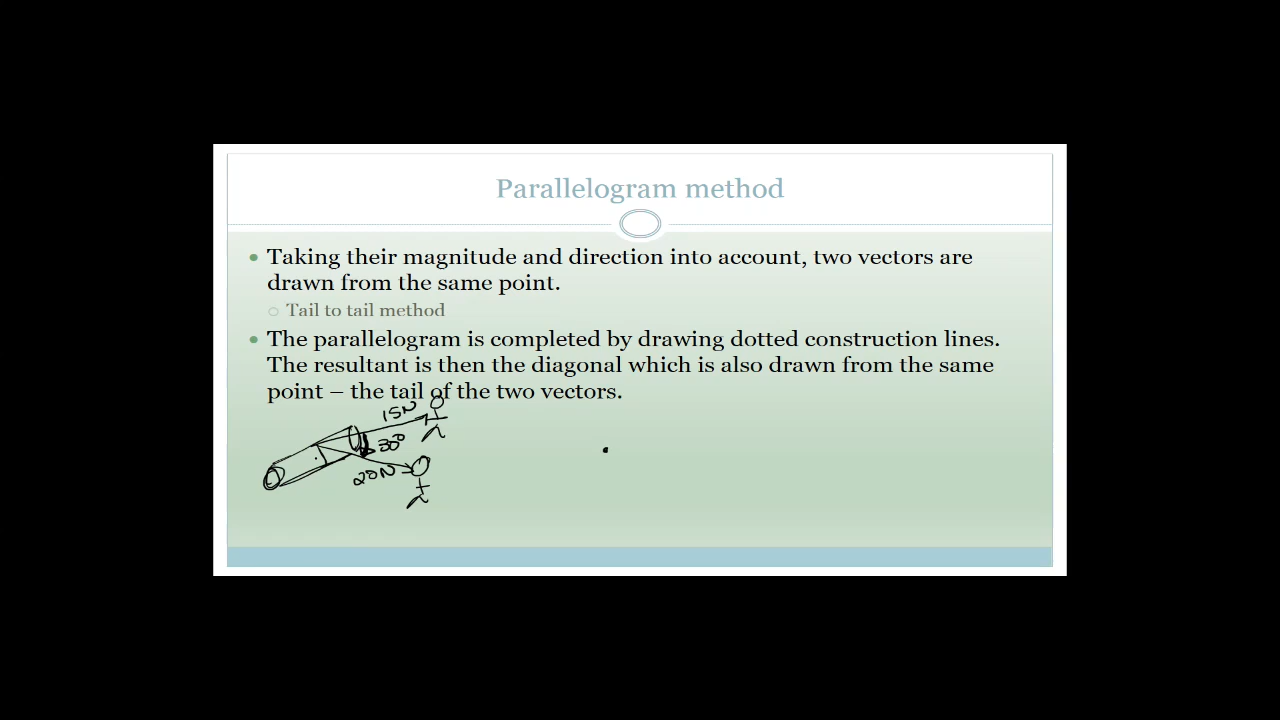 Parallelogram method
Taking their magnitude and direction into account, two vectors are
drawn from the same point.
Tail to tail method
The parallelogram is completed by drawing dotted construction lines.
The resultant is then the diagonal which is also drawn from the same
point – the tail of the two vectors.
15N
30°
20N